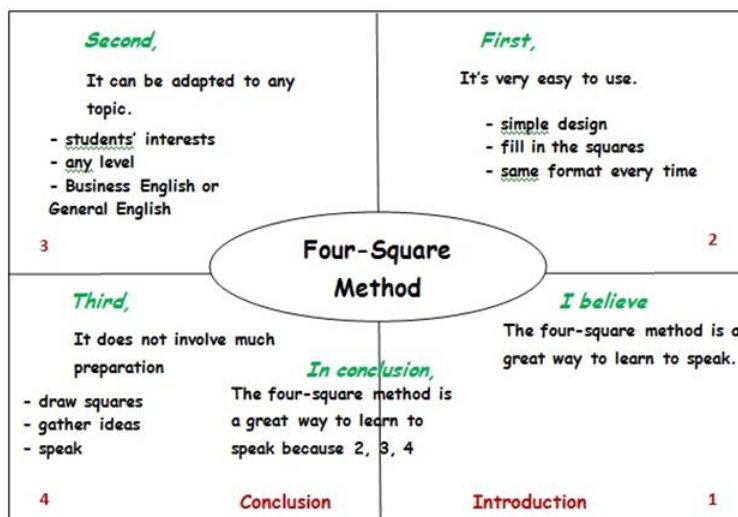 Second,
It can be adapted to any
topic.
- students' interests
- any level
- Business English or
General English
3
First,
It's very easy to use.
- simple design
- fill in the squares
- same format every time
2
Four-Square
Method
Third,
It does not involve much
preparation
- draw squares
- gather ideas
- speak
4
In conclusion,
The four-square method is
a great way to learn to
speak because 2, 3, 4
Conclusion
I believe
The four-square method is a
great way to learn to speak.
Introduction
1